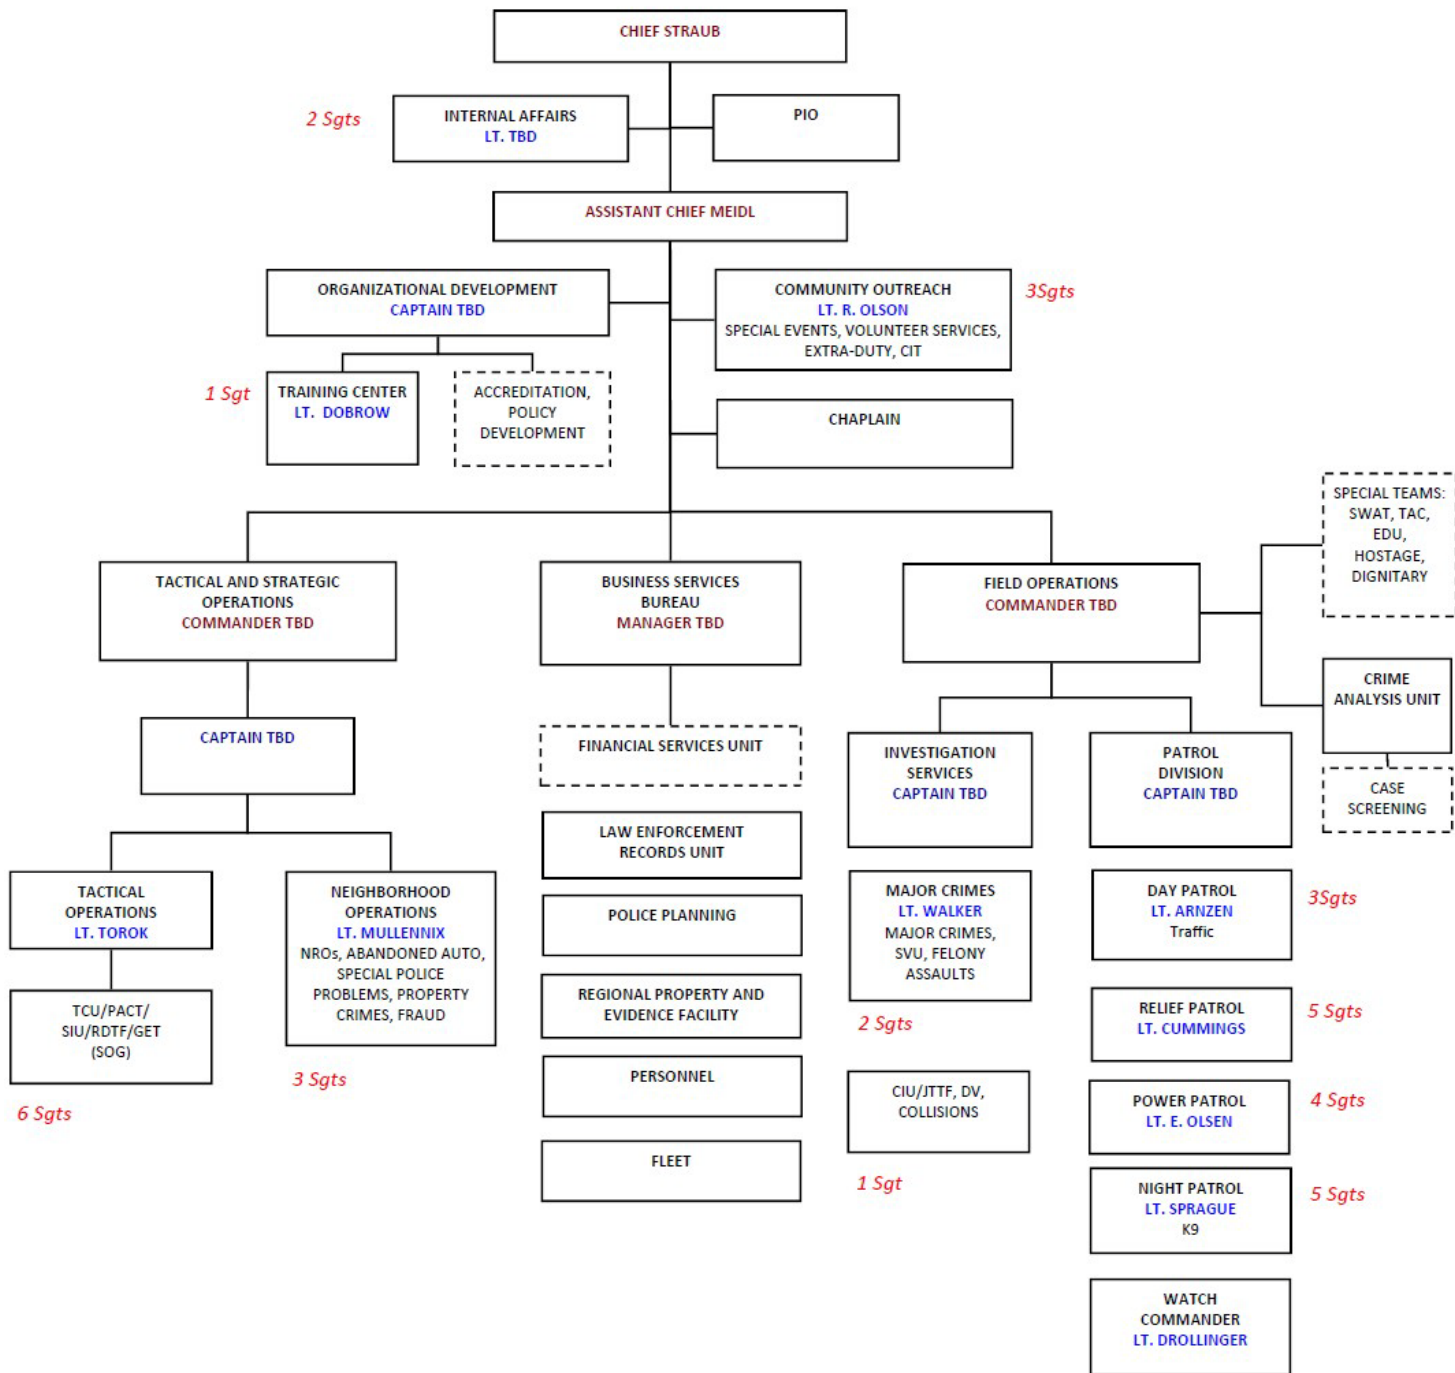 CHIEF STRAUB
2 Sgts
INTERNAL AFFAIRS
LT. TBD
PIO
ASSISTANT CHIEF MEIDL
ORGANIZATIONAL DEVELOPMENT
CAPTAIN TBD
COMMUNITY OUTREACH
LT. R. OLSON
SPECIAL EVENTS, VOLUNTEER SERVICES,
EXTRA-DUTY, CIT
3Sgts
1 Sgt
TRAINING CENTER
LT. DOBROW
ACCREDITATION,
POLICY
DEVELOPMENT
CHAPLAIN
SPECIAL TEAMS:
SWAT, TAC,
EDU,
HOSTAGE,
DIGNITARY
TACTICAL AND STRATEGIC
OPERATIONS
COMMANDER TBD
BUSINESS SERVICES
BUREAU
MANAGER TBD
FIELD OPERATIONS
COMMANDER TBD
CRIME
ANALYSIS UNIT
CASE
SCREENING
CAPTAIN TBD
FINANCIAL SERVICES UNIT
INVESTIGATION
SERVICES
CAPTAIN TBD
PATROL
DIVISION
CAPTAIN TBD
LAW ENFORCEMENT
RECORDS UNIT
TACTICAL
OPERATIONS
LT. TOROK
NEIGHBORHOOD
OPERATIONS
LT. MULLENNIX
NROs, ABANDONED AUTO,
SPECIAL POLICE
PROBLEMS, PROPERTY
CRIMES, FRAUD
3 Sgts
TCU/PACT/
SIU/RDTF/GET
(SOG)
6 Sgts
POLICE PLANNING
REGIONAL PROPERTY AND
EVIDENCE FACILITY
PERSONNEL
FLEET
MAJOR CRIMES
LT. WALKER
MAJOR CRIMES,
SVU, FELONY
ASSAULTS
2 Sgts
CIU/JTTF, DV,
COLLISIONS
1 Sgt
DAY PATROL
LT. ARNZEN
Traffic
3Sgts
RELIEF PATROL
LT. CUMMINGS
5 Sgts
POWER PATROL
LT. E. OLSEN
4 Sgts
NIGHT PATROL
LT. SPRAGUE
K9
5 Sgts
WATCH
COMMANDER
LT. DROLLINGER